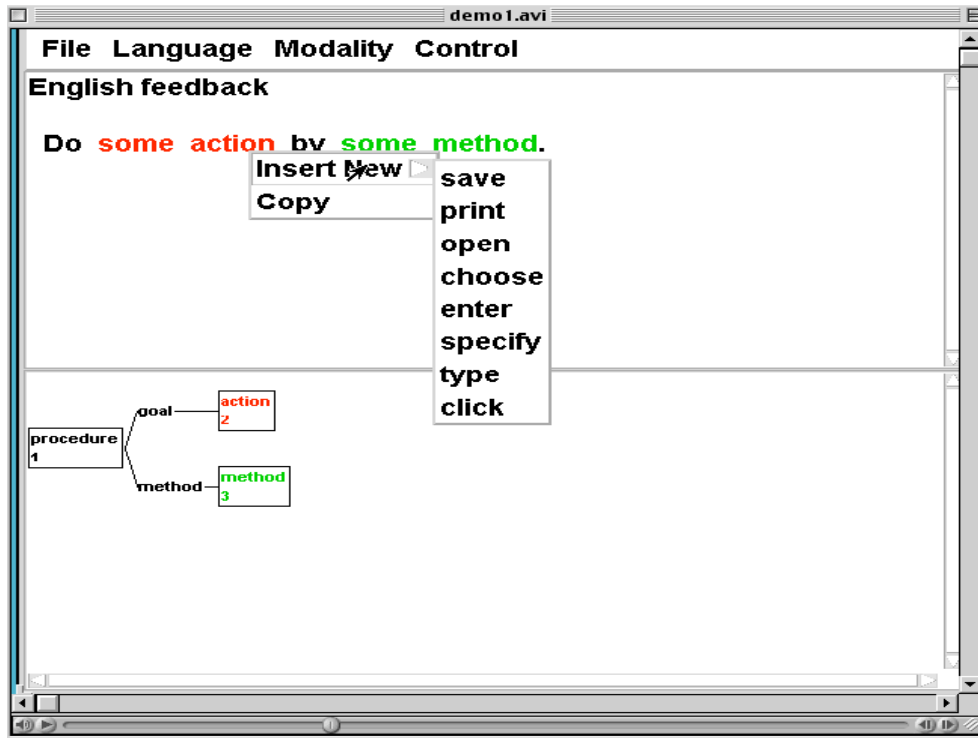 demo1.avi
File Language Modality Control
English feedback
Do some action by some method.
Insert New
Copy
save
print
open
choose
enter
specify
type
click
goal
action
2
procedure
1
method
method
3